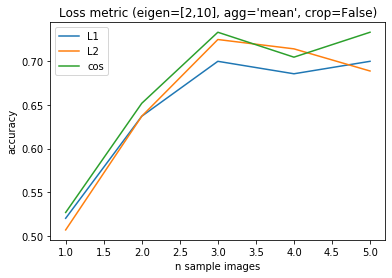 Loss metric (eigen=[2,10], agg='mean', crop=False)
L1
L2
cos
accuracy
0.70
0.65
0.60
0.55
0.50
1.0 1.5 2.0 2.5 3.0 3.5 4.0 4.5 5.0
n sample images